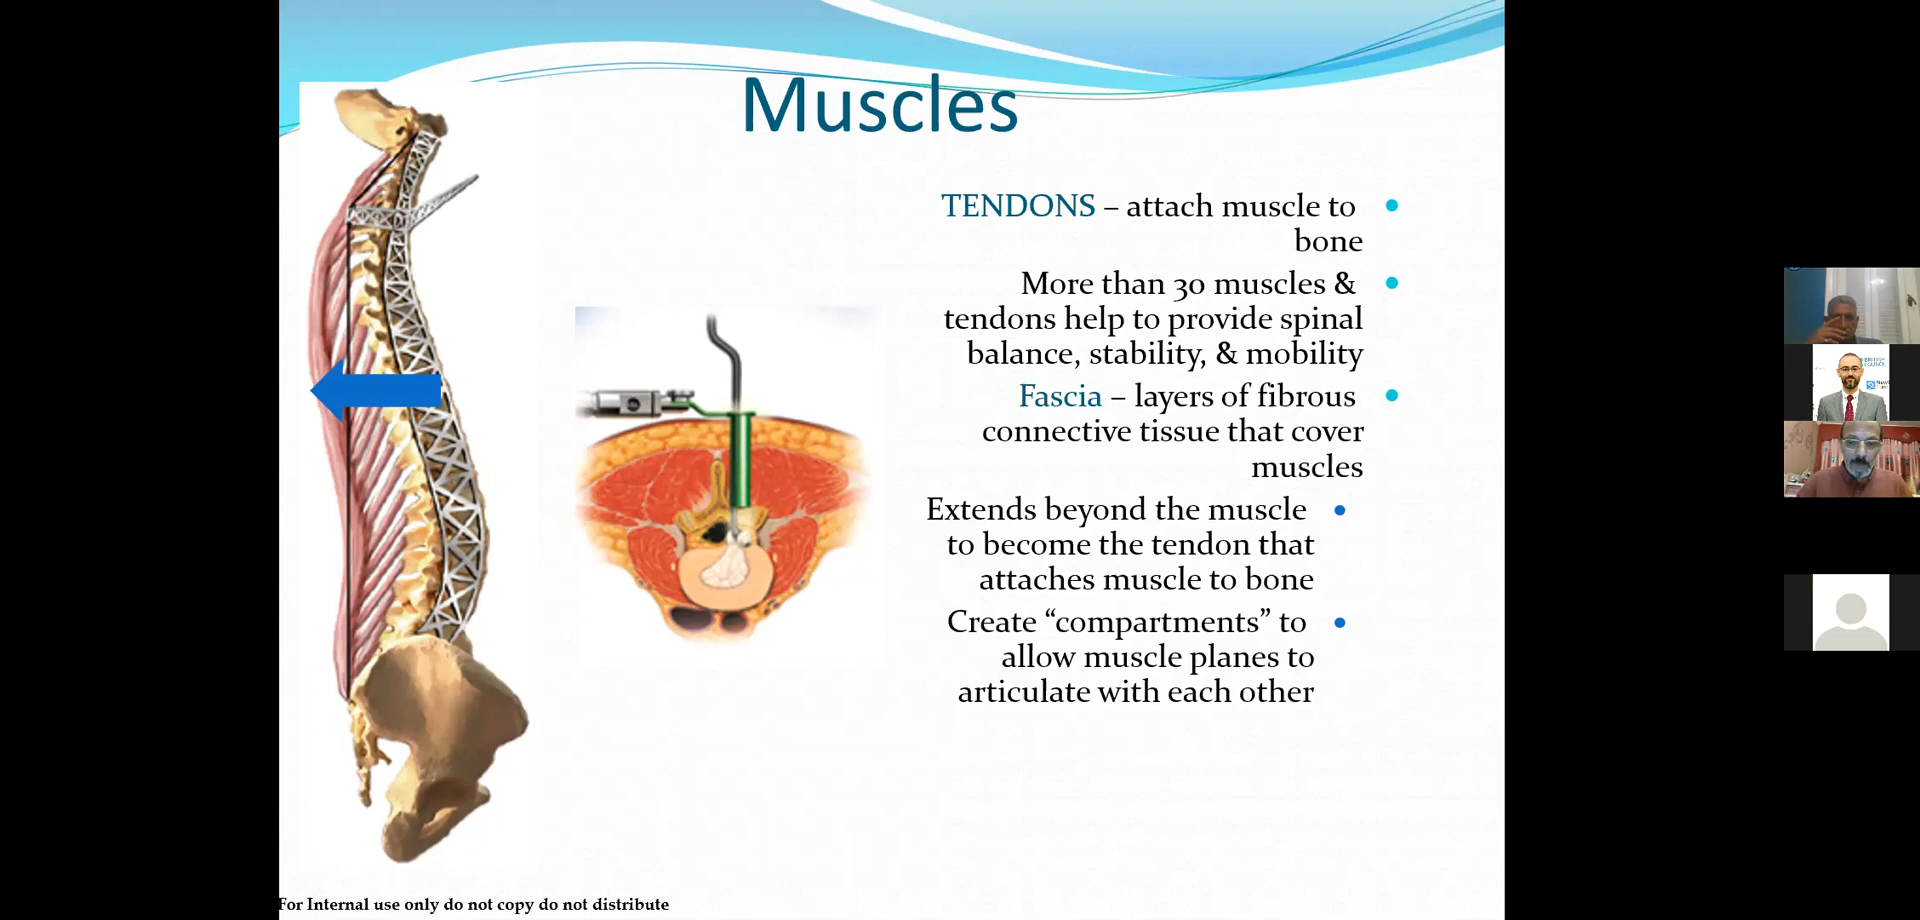 Muscles
TENDONS – attach muscle to
bone
More than 30 muscles &
tendons help to provide spinal
balance, stability, & mobility
Fascia – layers of fibrous
connective tissue that cover
muscles
Extends beyond the muscle
to become the tendon that
attaches muscle to bone
Create “compartments” to
allow muscle planes to
articulate with each other
For Internal use only do not copy do not distribute
BRITISH
COUNCIL